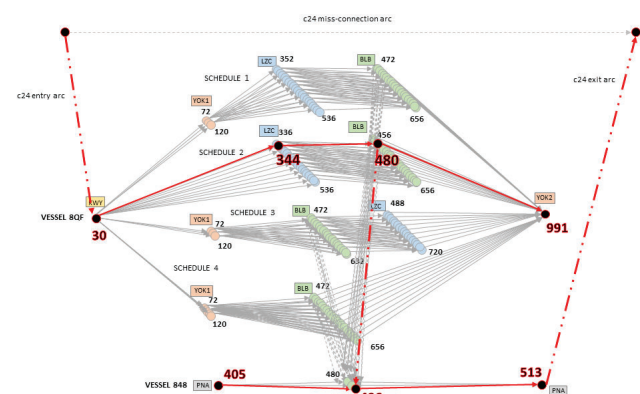 c24 miss-connection arc
BLB 472
LZC 352
SCHEDULE 1
c24 exit arc
c24 entry arc
YOK1
72
120
536
656
BLB
LZC 336
456
SCHEDULE 2
344
480
536
656
YOK2
VESSEL 8QF
30
SCHEDULE 3
YOK1
72
120
BLB 472
LZC 488
991
632
720
SCHEDULE 4
YOK1
72
120
BLB 472
656
480
405
513
VESSEL 848 PNA
PNA